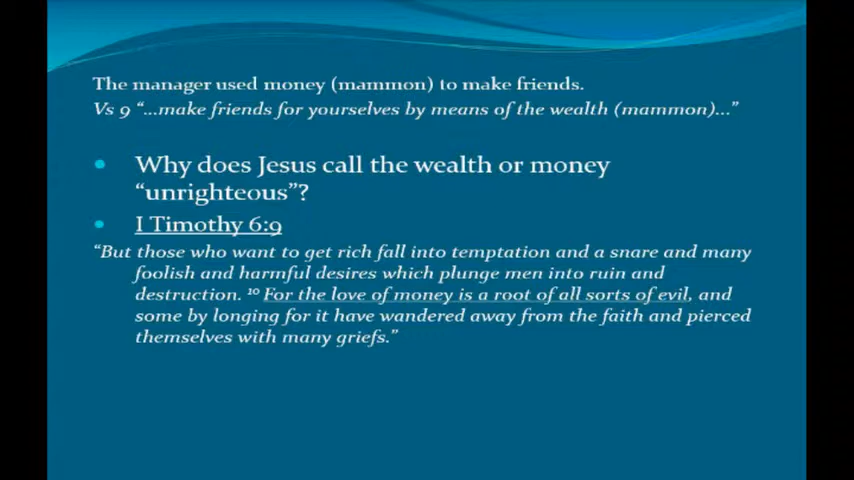 The manager used money (mammon) to make friends.
Vs 9 “...make friends for yourselves by means of the wealth (mammon)...”
• Why does Jesus call the wealth or money
“unrighteous”?
• I Timothy 6:9
“But those who want to get rich fall into temptation and a snare and many
foolish and harmful desires which plunge men into ruin and
destruction. ¹⁰ For the love of money is a root of all sorts of evil, and
some by longing for it have wandered away from the faith and pierced
themselves with many griefs.”